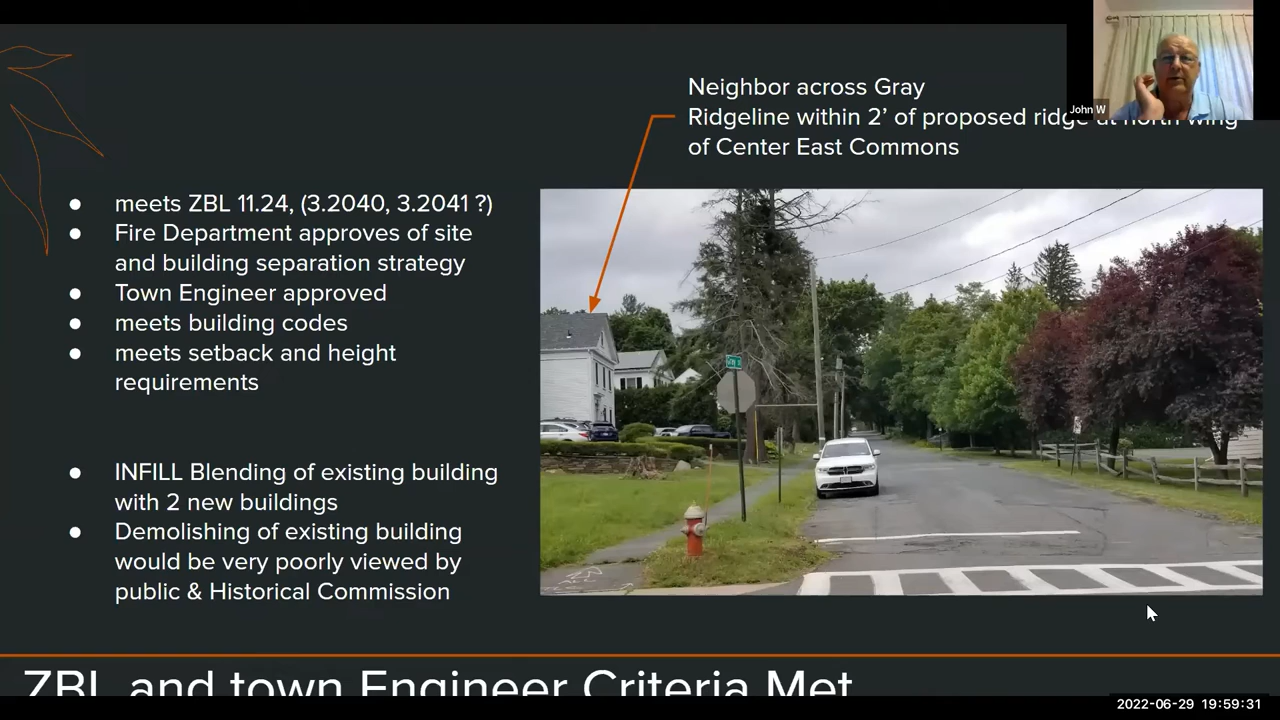 Neighbor across Gray
Ridgeline within 2’ of proposed ridge at north wing
of Center East Commons
John W
● meets ZBL 11.24, (3.2040, 3.2041 ?)
● Fire Department approves of site
and building separation strategy
● Town Engineer approved
● meets building codes
● meets setback and height
requirements
● INFILL Blending of existing building
with 2 new buildings
● Demolishing of existing building
would be very poorly viewed by
public & Historical Commission
ZBL and town Engineer Criteria Met
2022-06-29 19:59:31